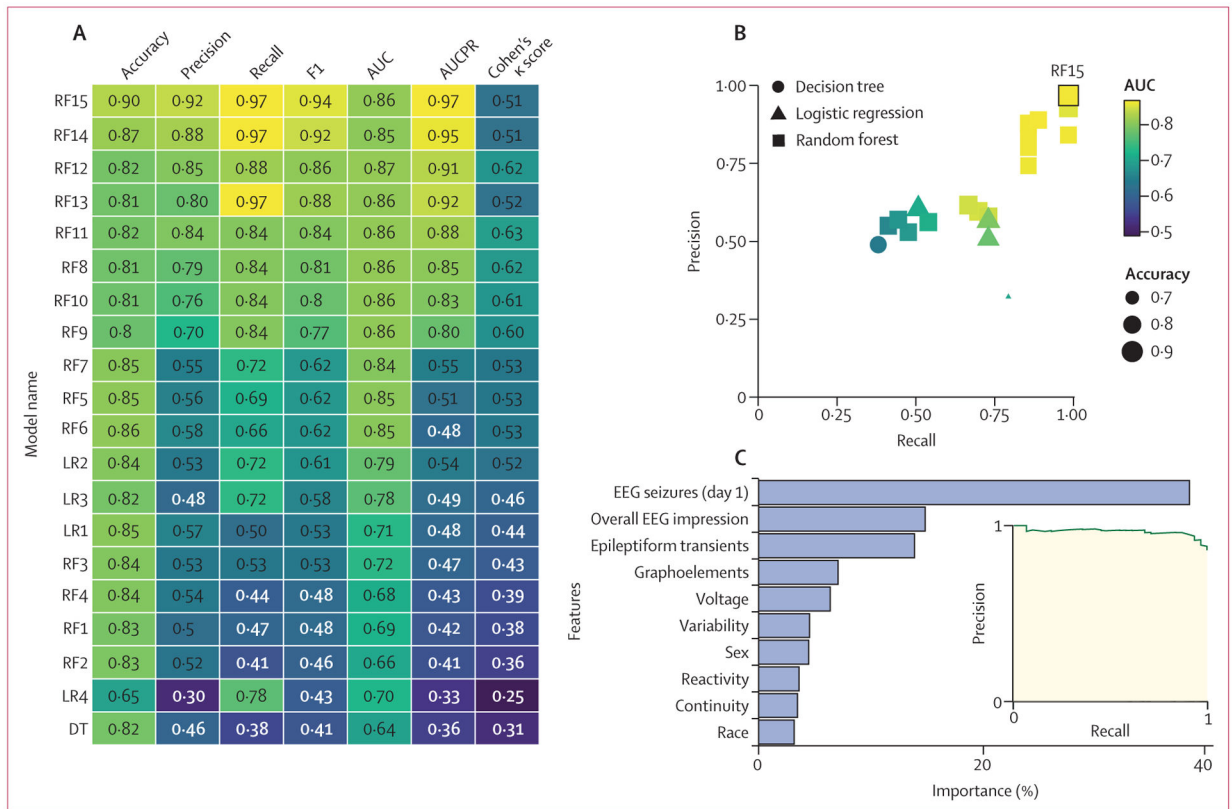 A
Accuracy Precision Recall F1 AUC AUCPR Cohen's κ score
Model name
RF15 0·90 0·92 0·97 0·94 0·86 0·97 0·51
RF14 0·87 0·88 0·97 0·92 0·85 0·95 0·51
RF12 0·82 0·85 0·88 0·86 0·87 0·91 0·62
RF13 0·81 0·80 0·97 0·88 0·86 0·92 0·52
RF11 0·82 0·84 0·84 0·84 0·86 0·88 0·63
RF8 0·81 0·79 0·84 0·81 0·86 0·85 0·62
RF10 0·81 0·76 0·84 0·8 0·86 0·83 0·61
RF9 0·8 0·70 0·84 0·77 0·86 0·80 0·60
RF7 0·85 0·55 0·72 0·62 0·84 0·55 0·53
RF5 0·85 0·56 0·69 0·62 0·85 0·51 0·53
RF6 0·86 0·58 0·66 0·62 0·85 0·48 0·53
LR2 0·84 0·53 0·72 0·61 0·79 0·54 0·52
LR3 0·82 0·48 0·72 0·58 0·78 0·49 0·46
LR1 0·85 0·57 0·50 0·53 0·71 0·48 0·44
RF3 0·84 0·53 0·53 0·53 0·72 0·47 0·43
RF4 0·84 0·54 0·44 0·48 0·68 0·43 0·39
RF1 0·83 0·5 0·47 0·48 0·69 0·42 0·38
RF2 0·83 0·52 0·41 0·46 0·66 0·41 0·36
LR4 0·65 0·30 0·78 0·43 0·70 0·33 0·25
DT 0·82 0·46 0·38 0·41 0·64 0·36 0·31
B
RF15
Decision tree
Logistic regression
Random forest
Precision
1·00
0·75
0·50
0·25
0
0 0·25 0·50 0·75 1·00
Recall
AUC
0·8
0·7
0·6
0·5
Accuracy
0·7
0·8
0·9
C
Features
EEG seizures (day 1)
Overall EEG impression
Epileptiform transients
Graphoelements
Voltage
Variability
Sex
Reactivity
Continuity
Race
0 20 40
Importance (%)
1
Precision
0
0 1
Recall